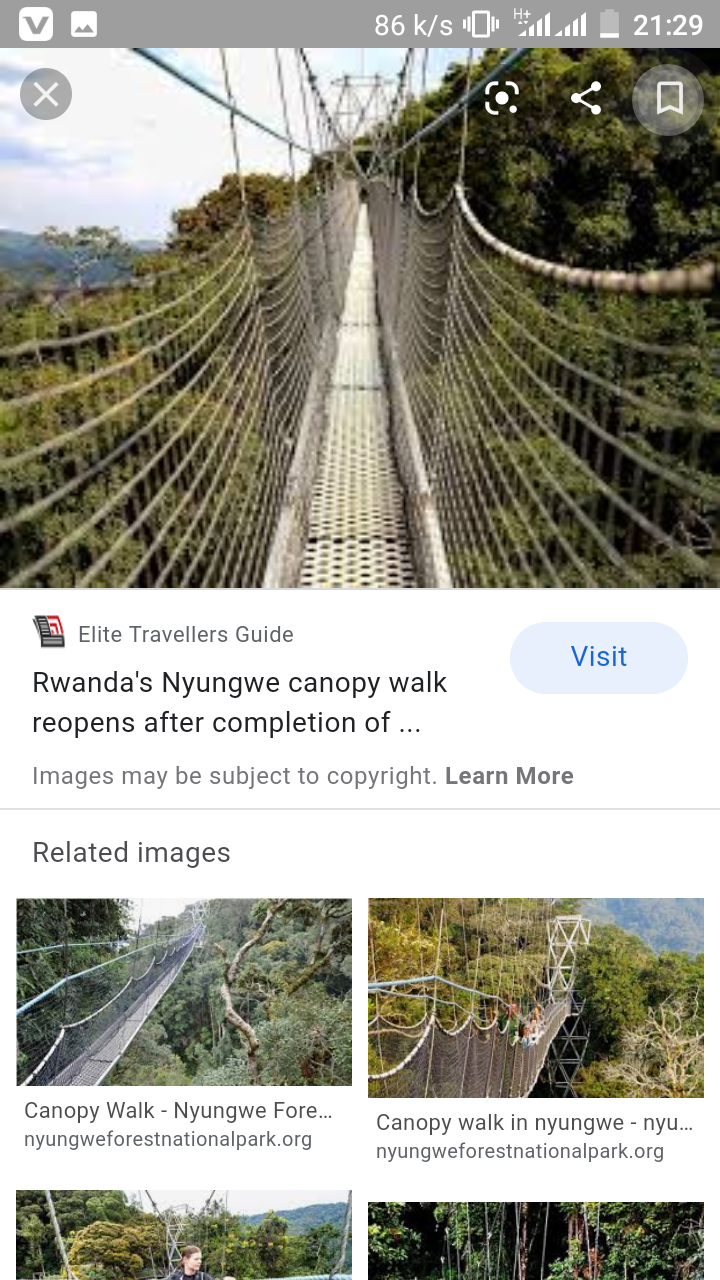 86 k/s H+ 21:29
Elite Travellers Guide
Visit
Rwanda's Nyungwe canopy walk
reopens after completion of ...
Images may be subject to copyright. Learn More
Related images
Canopy Walk - Nyungwe Fore...
nyungweforestnationalpark.org
Canopy walk in nyungwe - nyu...
nyungweforestnationalpark.org